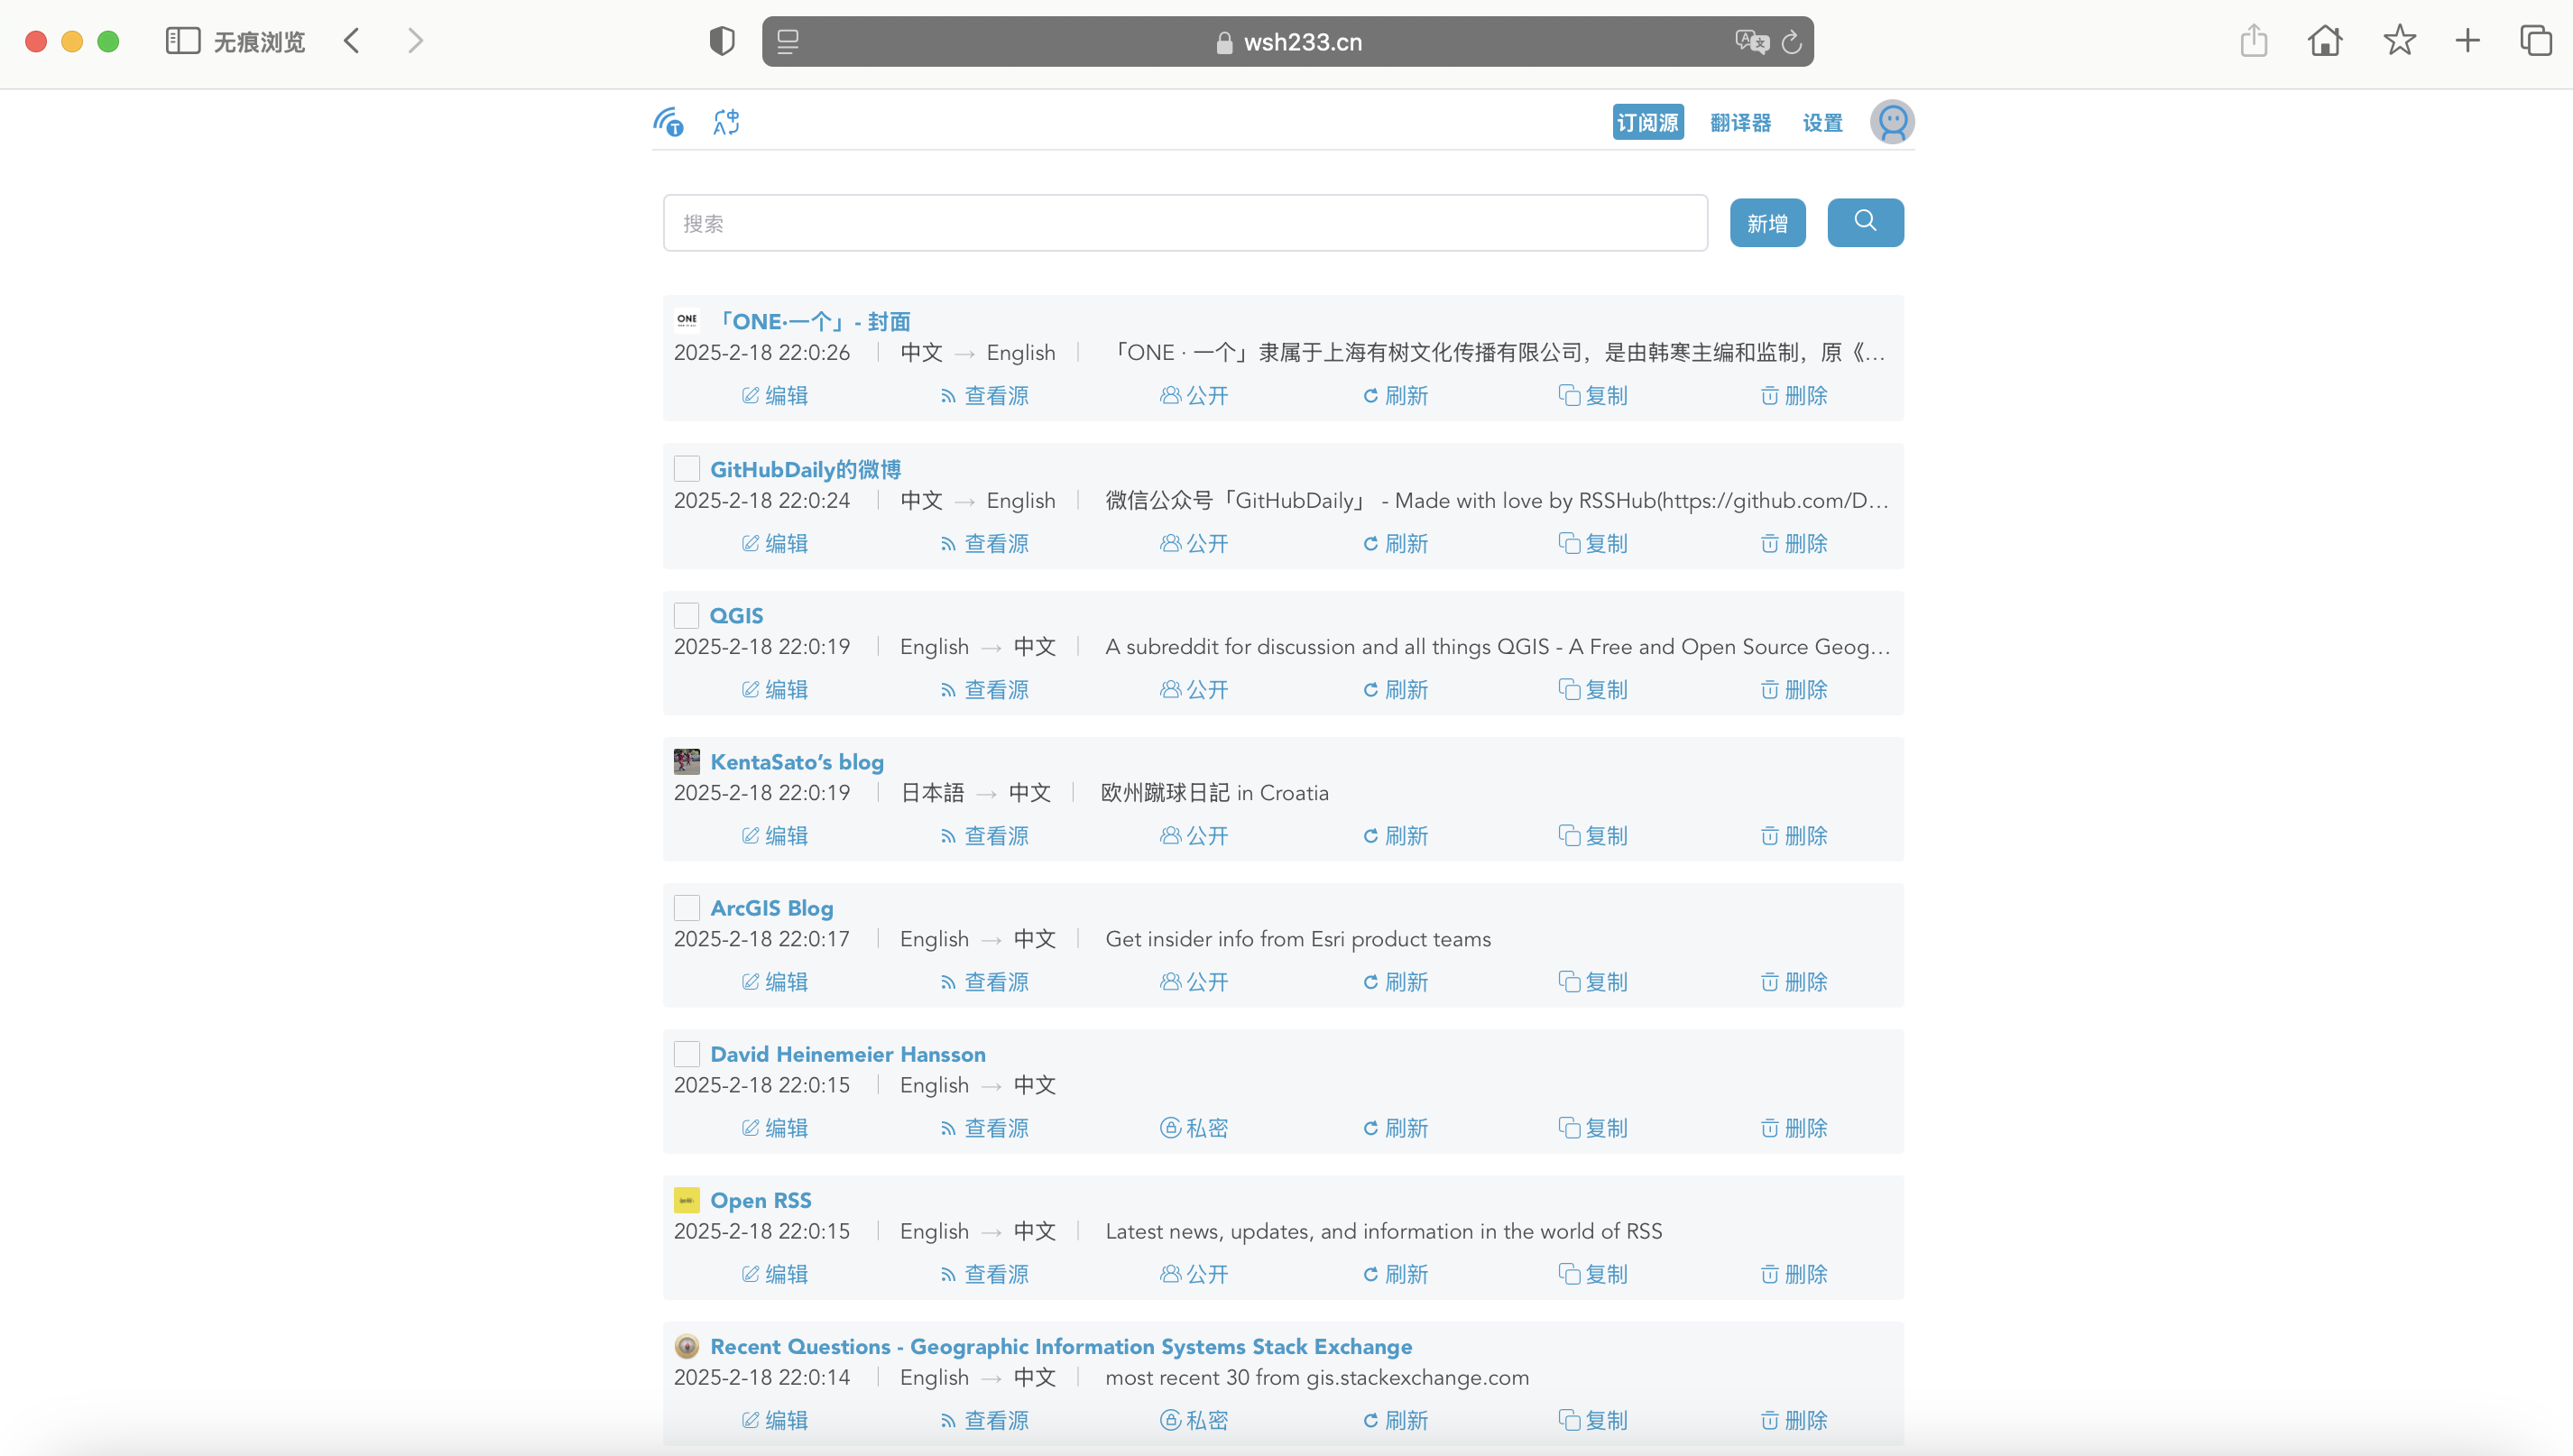 无痕浏览
wsh233.cn
订阅源 翻译器 设置
搜索
新增
ONE
「ONE·一个」- 封面
2025-2-18 22:0:26 中文 → English 「ONE · 一个」隶属于上海有树文化传播有限公司，是由韩寒主编和监制，原《…
编辑 查看源 公开 刷新 复制 删除
GitHubDaily的微博
2025-2-18 22:0:24 中文 → English 微信公众号「GitHubDaily」 - Made with love by RSSHub(https://github.com/D…
编辑 查看源 公开 刷新 复制 删除
QGIS
2025-2-18 22:0:19 English → 中文 A subreddit for discussion and all things QGIS - A Free and Open Source Geog…
编辑 查看源 公开 刷新 复制 删除
KentaSato’s blog
2025-2-18 22:0:19 日本語 → 中文 欧州蹴球日記 in Croatia
编辑 查看源 公开 刷新 复制 删除
ArcGIS Blog
2025-2-18 22:0:17 English → 中文 Get insider info from Esri product teams
编辑 查看源 公开 刷新 复制 删除
David Heinemeier Hansson
2025-2-18 22:0:15 English → 中文
编辑 查看源 私密 刷新 复制 删除
Open RSS
2025-2-18 22:0:15 English → 中文 Latest news, updates, and information in the world of RSS
编辑 查看源 公开 刷新 复制 删除
Recent Questions - Geographic Information Systems Stack Exchange
2025-2-18 22:0:14 English → 中文 most recent 30 from gis.stackexchange.com
编辑 查看源 私密 刷新 复制 删除